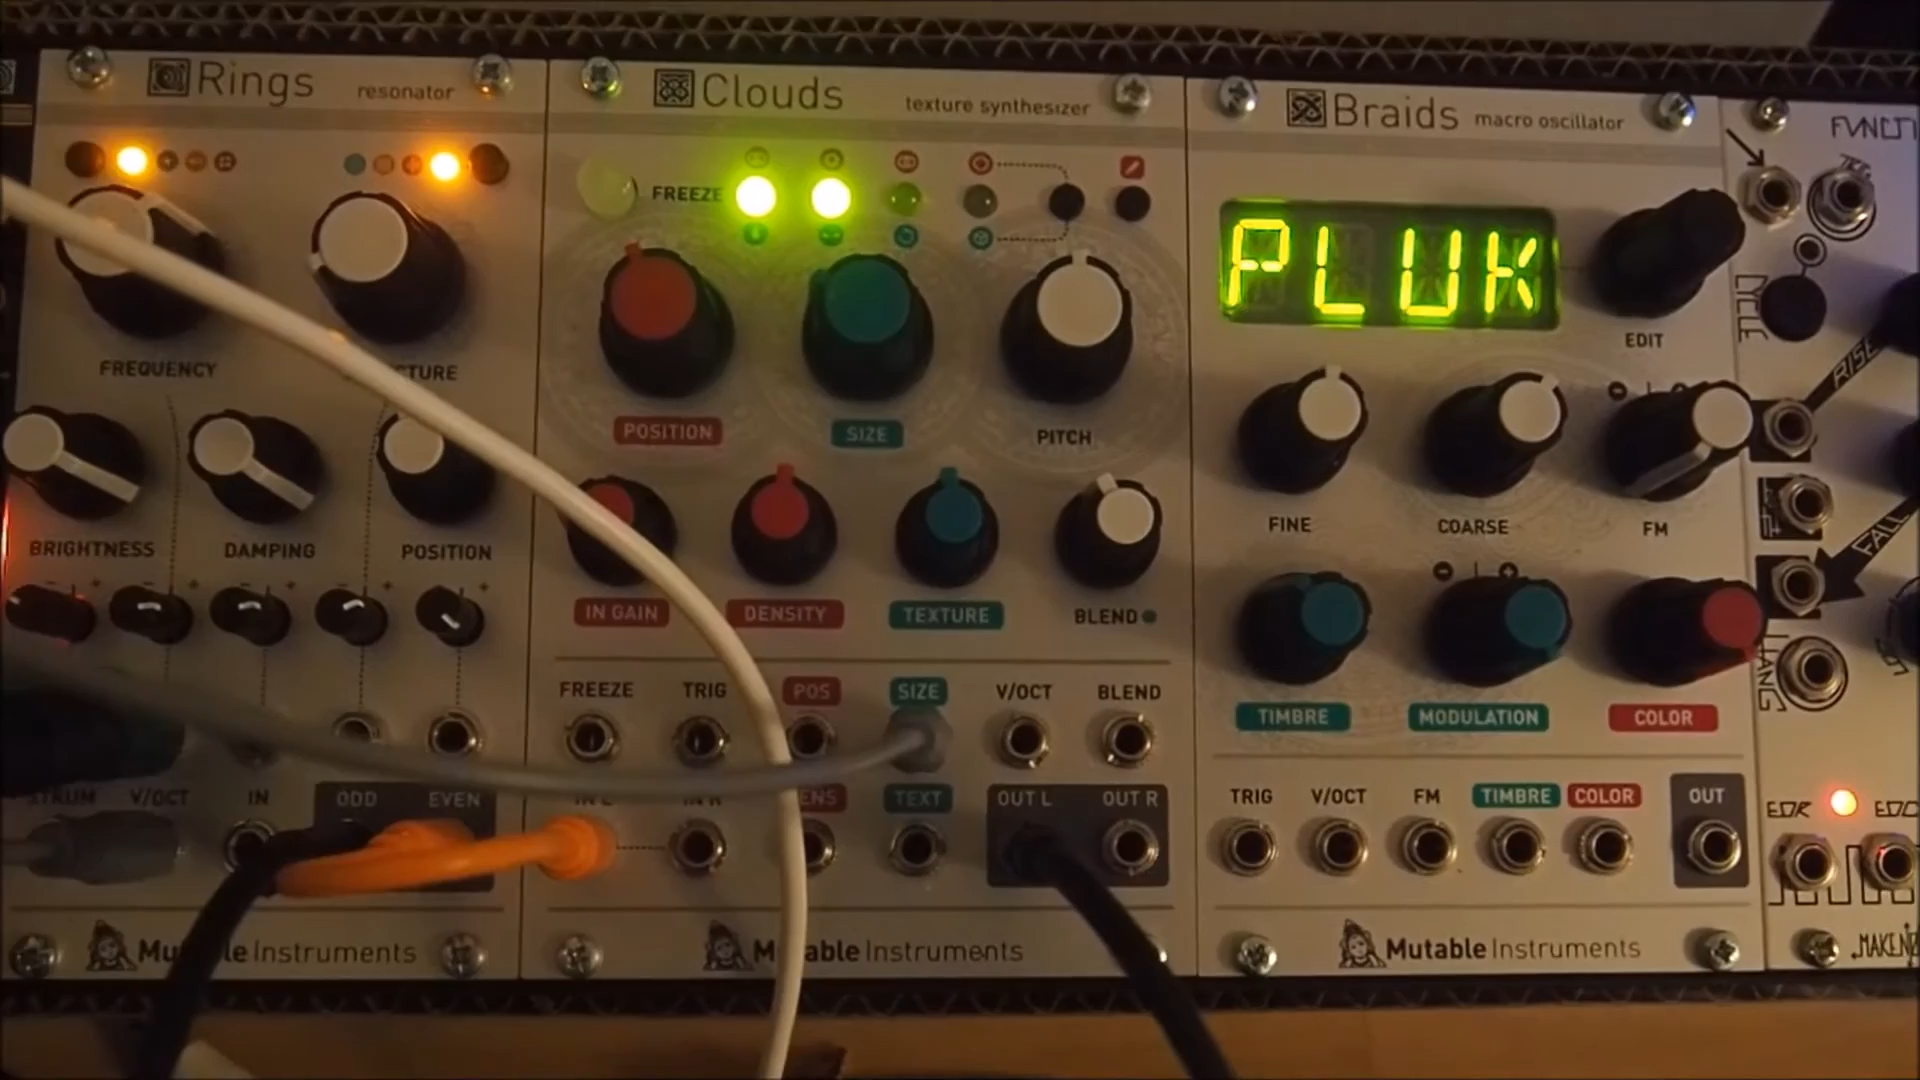 Rings resonator
FREQUENCY
BRIGHTNESS DAMPING POSITION
V/OCT IN ODD EVEN
Mutable Instruments
Clouds texture synthesizer
FREEZE
POSITION SIZE PITCH
IN GAIN DENSITY TEXTURE BLEND
FREEZE TRIG POS SIZE V/OCT BLEND
TEXT OUT L OUT R
Mutable Instruments
Braids macro oscillator
PLUK
EDIT
FINE COARSE FM
TIMBRE MODULATION COLOR
TRIG V/OCT FM TIMBRE COLOR OUT
Mutable Instruments
CYCLE
RISE
FALL
EOR